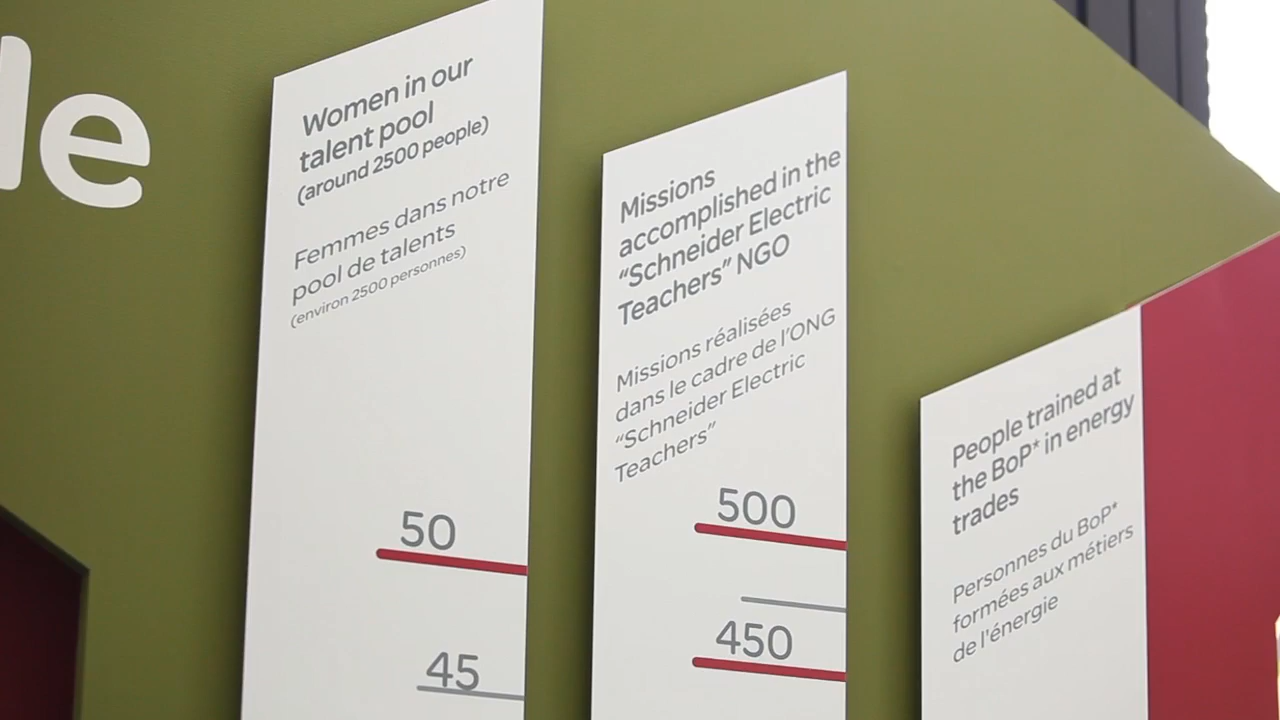 le
Women in our
talent pool
(around 2500 people)
Femmes dans notre
pool de talents
(environ 2500 personnes)
50
45
Missions
accomplished in the
“Schneider Electric
Teachers” NGO
Missions réalisées
dans le cadre de l’ONG
“Schneider Electric
Teachers”
500
450
People trained at
the BoP* in energy
trades
Personnes du BoP*
formées aux métiers
de l'énergie